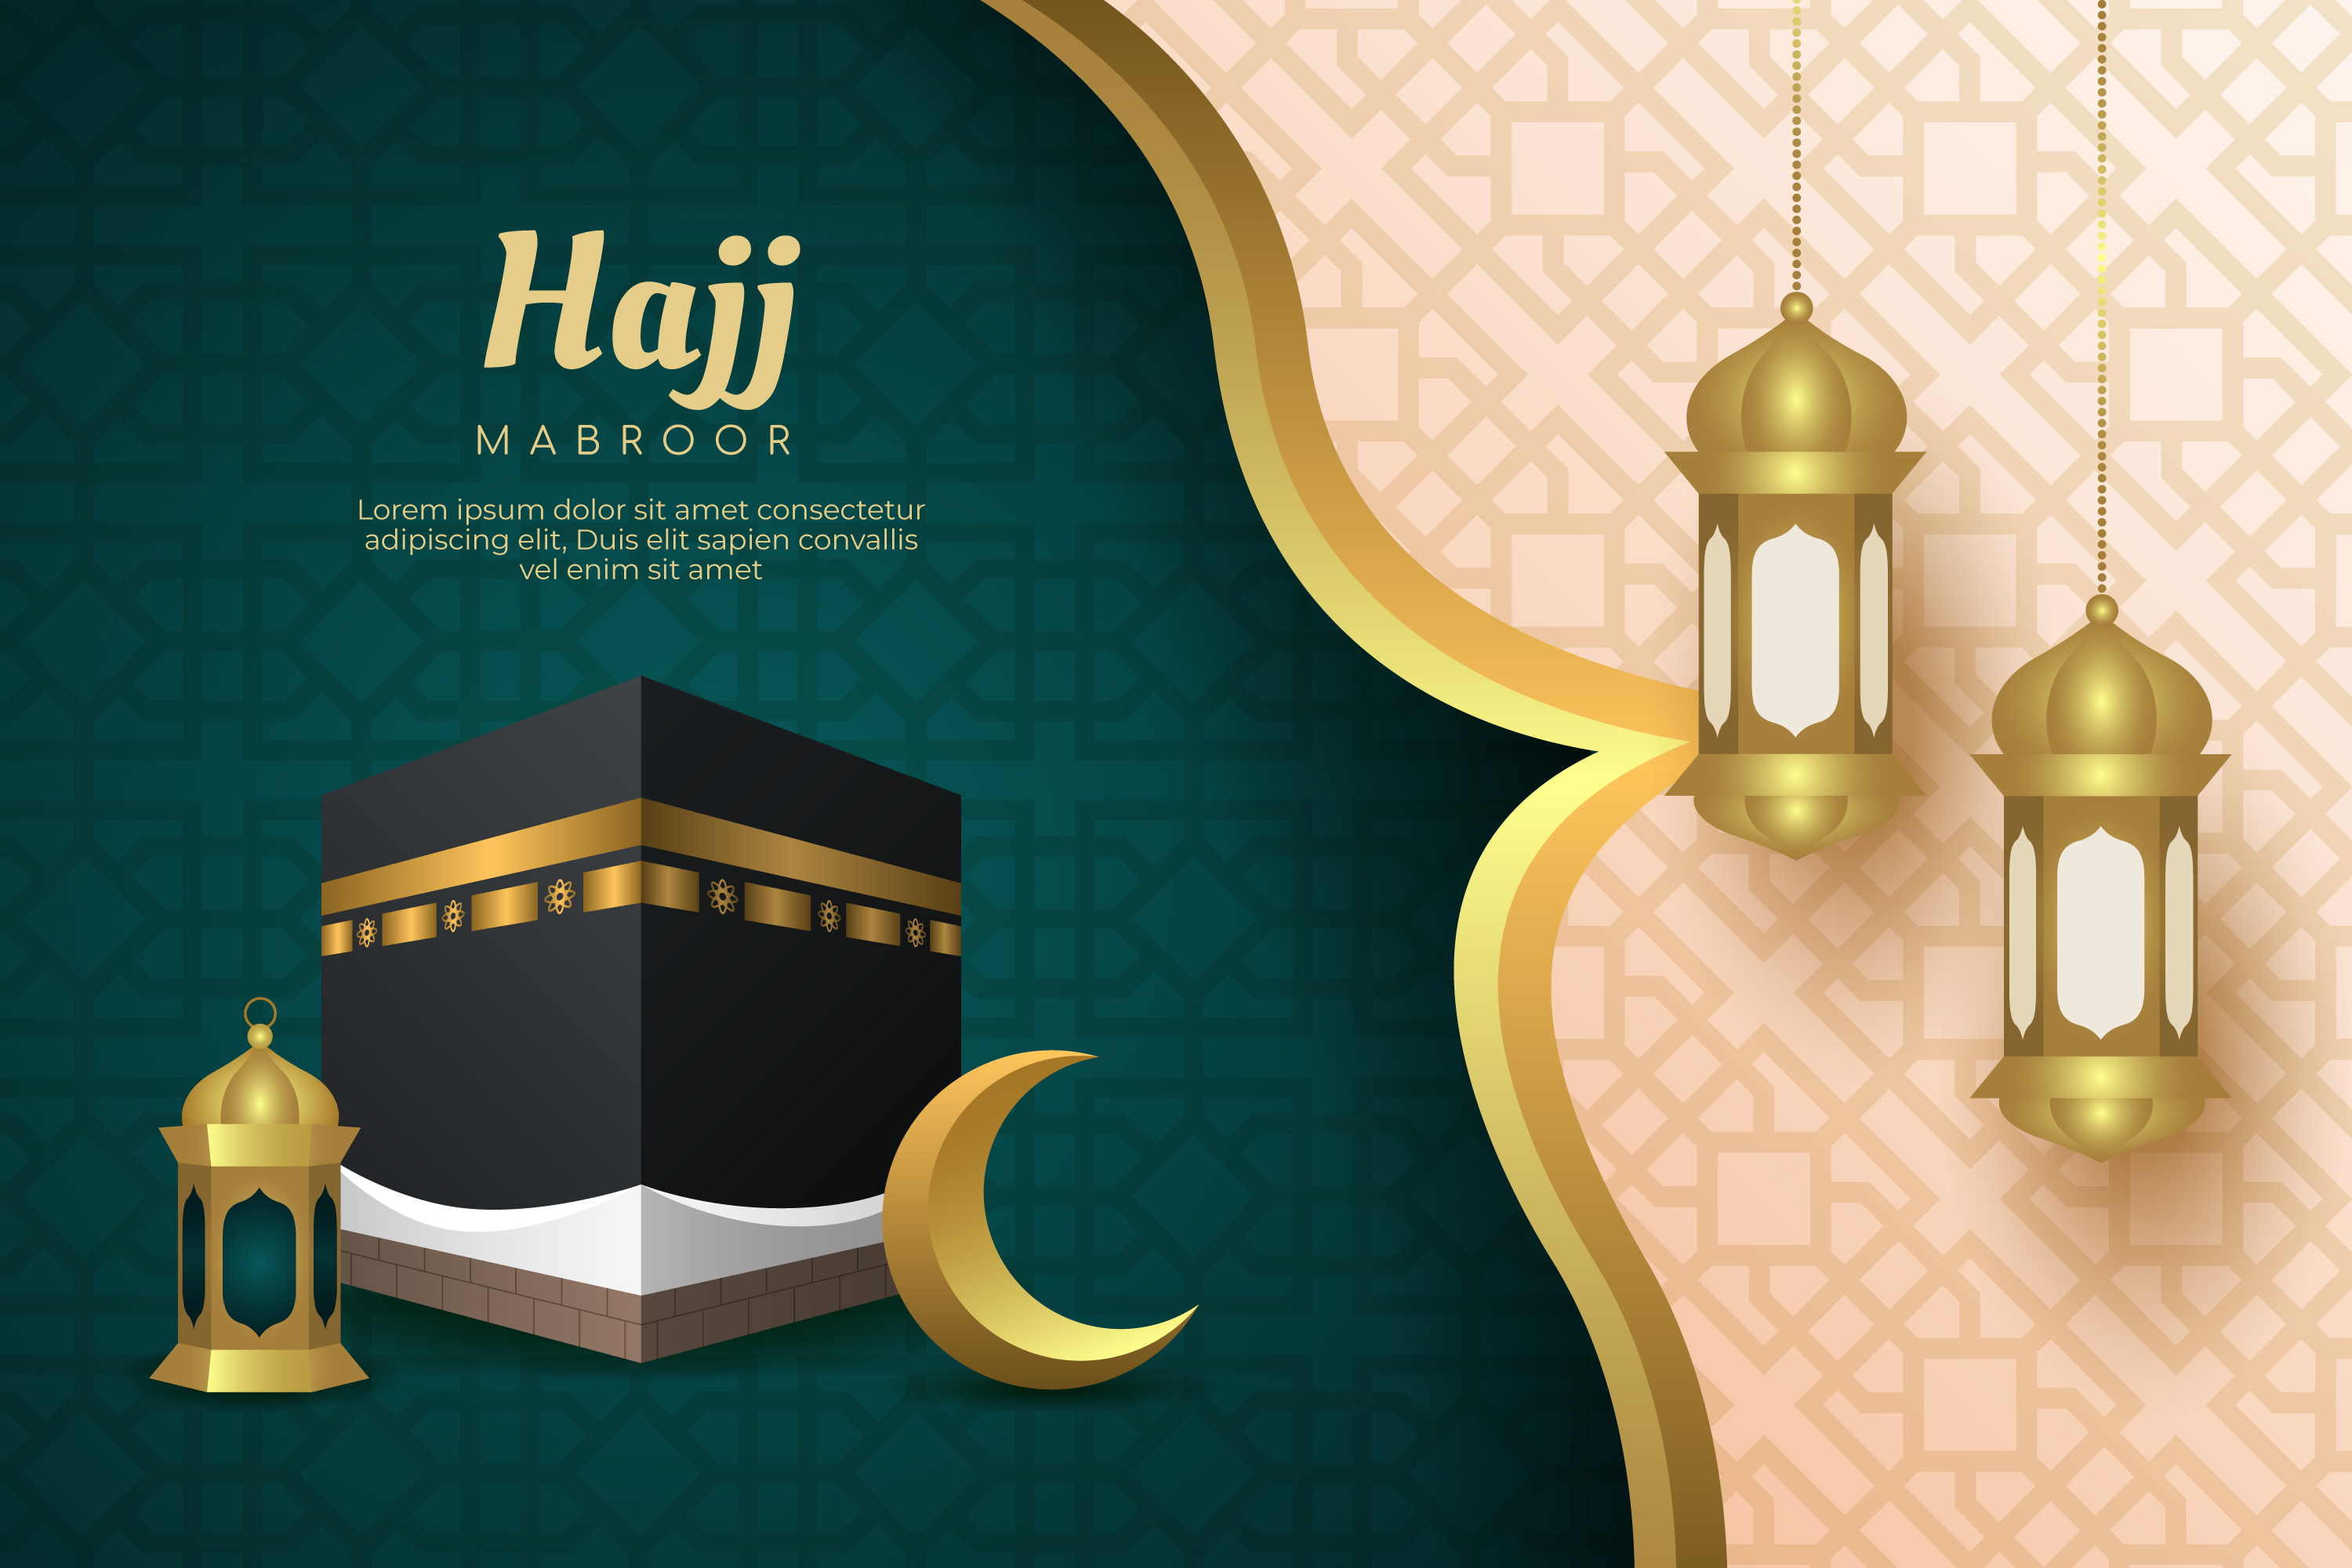 Hajj
MABROOR
Lorem ipsum dolor sit amet consectetur
adipiscing elit, Duis elit sapien convallis
vel enim sit amet